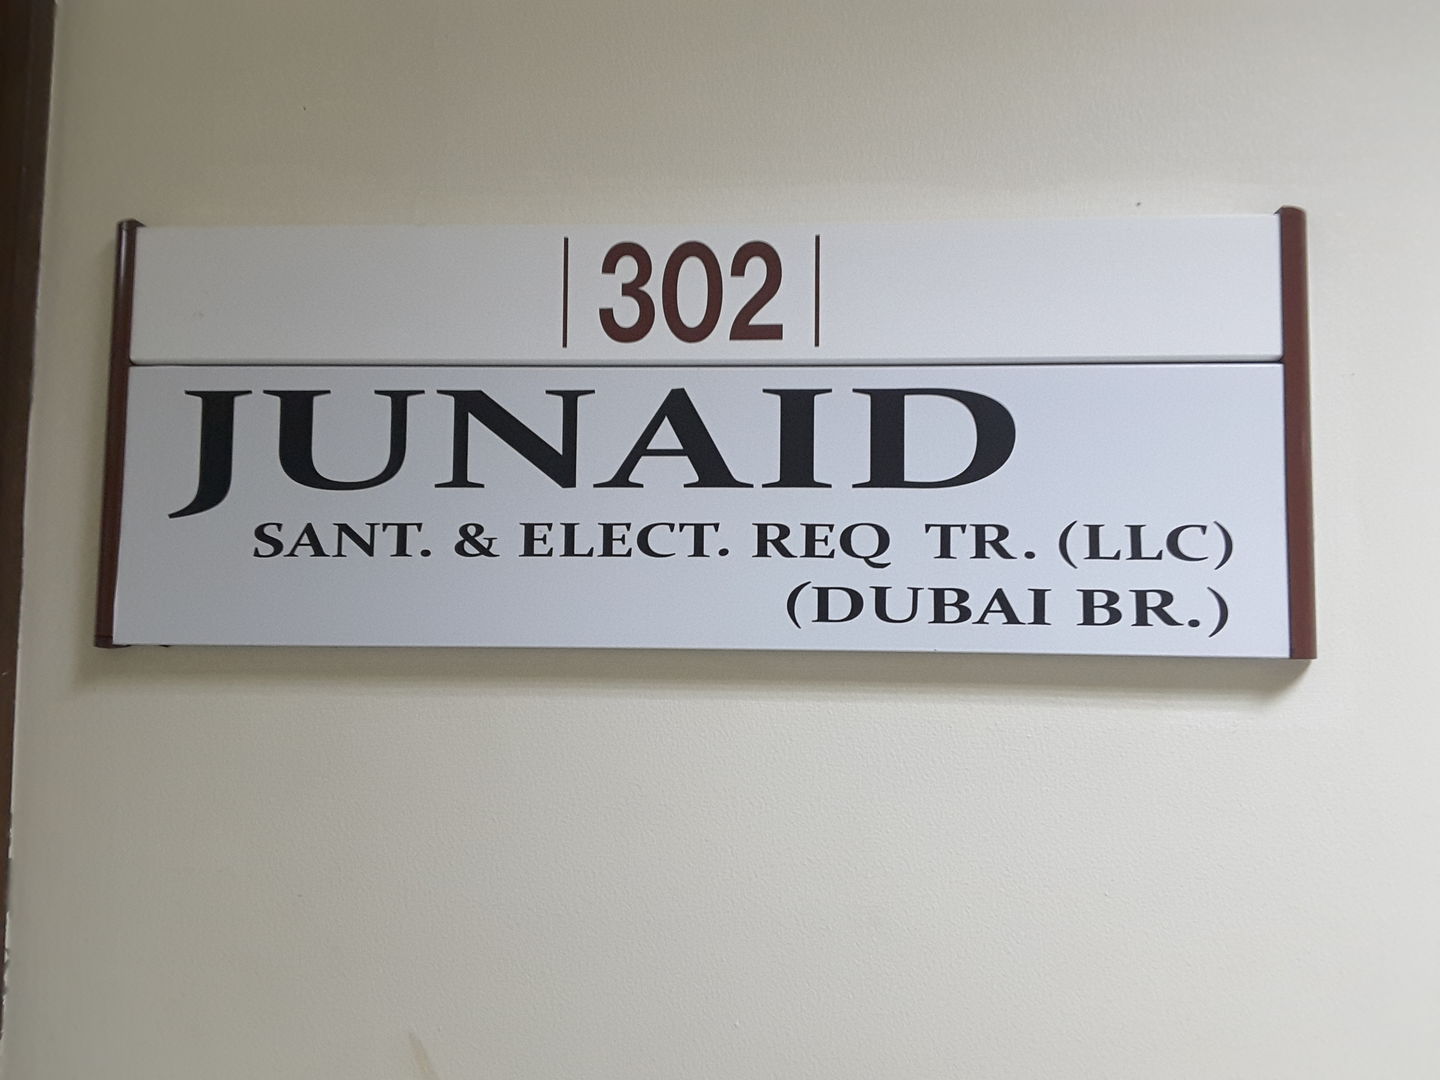 302
JUNAID
SANT. & ELECT. REQ TR. (LLC)
(DUBAI BR.)